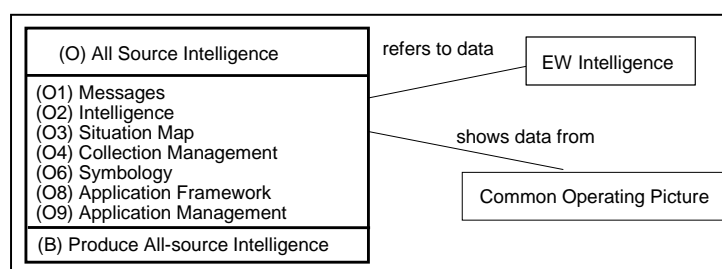 (O) All Source Intelligence
(O1) Messages
(O2) Intelligence
(O3) Situation Map
(O4) Collection Management
(O6) Symbology
(O8) Application Framework
(O9) Application Management
(B) Produce All-source Intelligence
refers to data
EW Intelligence
shows data from
Common Operating Picture